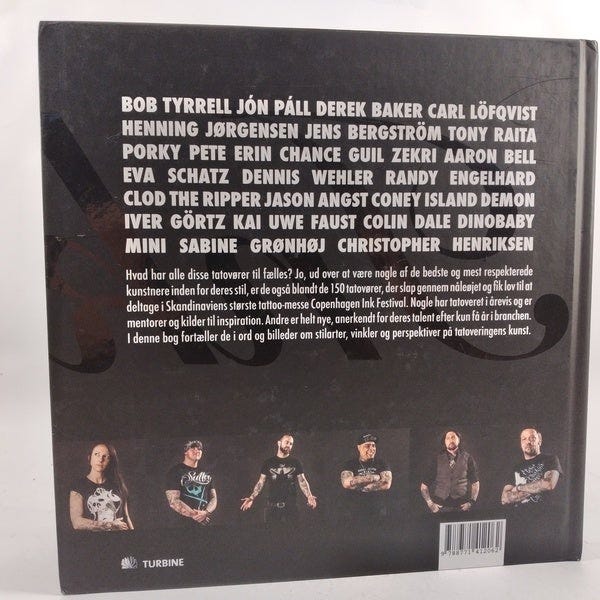 BOB TYRRELL JÓN PÁLL DEREK BAKER CARL LÖFQVIST
HENNING JØRGENSEN JENS BERGSTRÖM TONY RAITA
PORKY PETE ERIN CHANCE GUIL ZEKRI AARON BELL
EVA SCHATZ DENNIS WEHLER RANDY ENGELHARD
CLOD THE RIPPER JASON ANGST CONEY ISLAND DEMON
IVER GÖRTZ KAI UWE FAUST COLIN DALE DINOBABY
MINI SABINE GRØNHØJ CHRISTOPHER HENRIKSEN
Hvad har alle disse tatovører til fælles? Jo, ud over at være nogle af de bedste og mest respekterede
kunstnere inden for deres stil, er de også blandt de 150 tatovører, der slap gennem nåleøjet og fik lov til at
deltage i Skandinaviens største tattoo-messe Copenhagen Ink Festival. Nogle har tatoveret i årevis og er
mentorer og kilder til inspiration. Andre er helt nye, anerkendt for deres talent efter kun få år i branchen.
I denne bog fortæller de i ord og billeder om stilarter, vinkler og perspektiver på tatoveringens kunst.
TURBINE
9 788771 412062